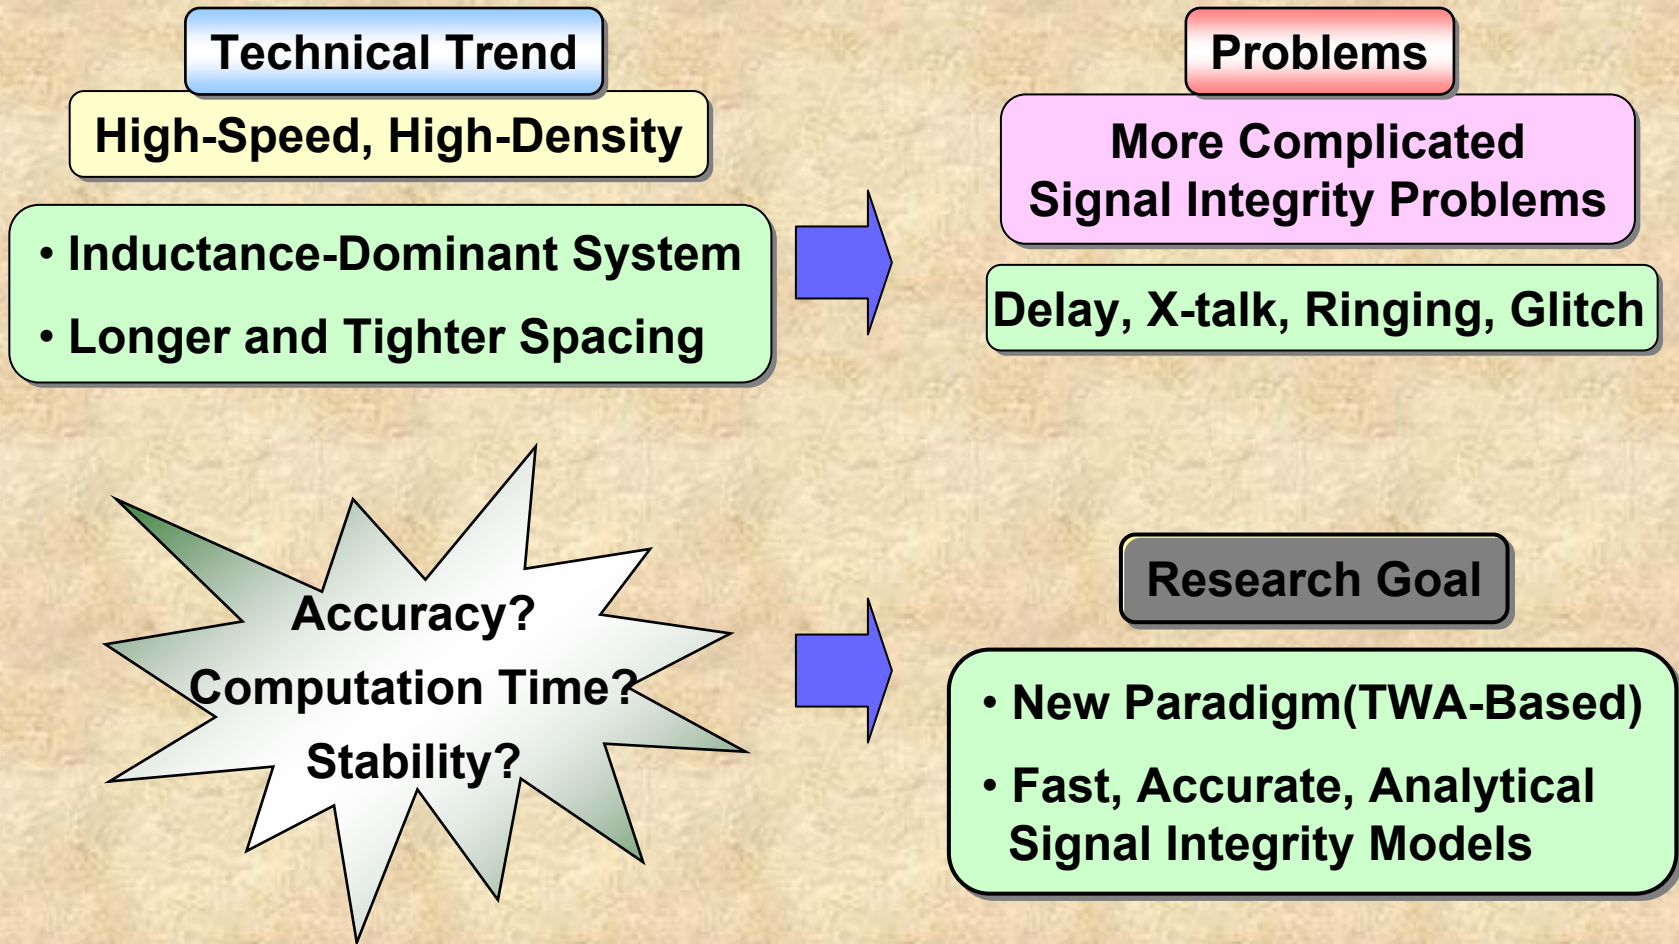 Technical Trend
High-Speed, High-Density
• Inductance-Dominant System
• Longer and Tighter Spacing
Problems
More Complicated
Signal Integrity Problems
Delay, X-talk, Ringing, Glitch
Accuracy?
Computation Time?
Stability?
Research Goal
• New Paradigm(TWA-Based)
• Fast, Accurate, Analytical
Signal Integrity Models